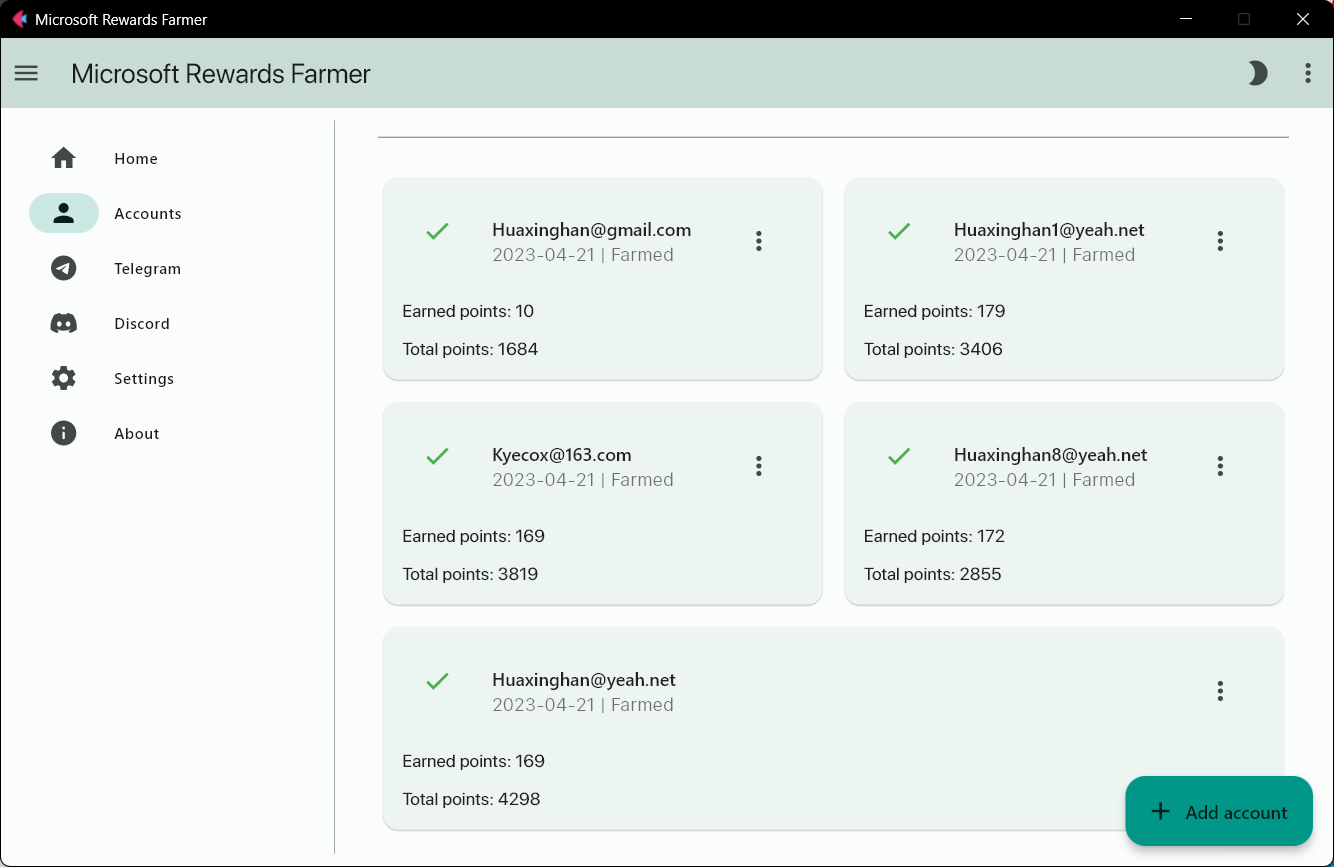 Microsoft Rewards Farmer
Microsoft Rewards Farmer
Home
Accounts
Telegram
Discord
Settings
About
Huaxinghan@gmail.com
2023-04-21 | Farmed
Earned points: 10
Total points: 1684
Huaxinghan1@yeah.net
2023-04-21 | Farmed
Earned points: 179
Total points: 3406
Kyecox@163.com
2023-04-21 | Farmed
Earned points: 169
Total points: 3819
Huaxinghan8@yeah.net
2023-04-21 | Farmed
Earned points: 172
Total points: 2855
Huaxinghan@yeah.net
2023-04-21 | Farmed
Earned points: 169
Total points: 4298
Add account